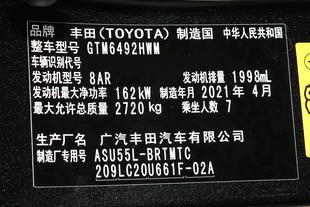 品牌 丰田(TOYOTA) 制造国 中华人民共和国
整车型号 GTM6492HWM
车辆识别代号
发动机型号 8AR 发动机排量 1998mL
发动机最大净功率 162kW 制造年月 2021年4月
最大允许总质量 2720kg 乘坐人数 7
生产厂名 广汽丰田汽车有限公司
制造厂专用号 ASU55L-BRTMTC
209LC20U661F-02A